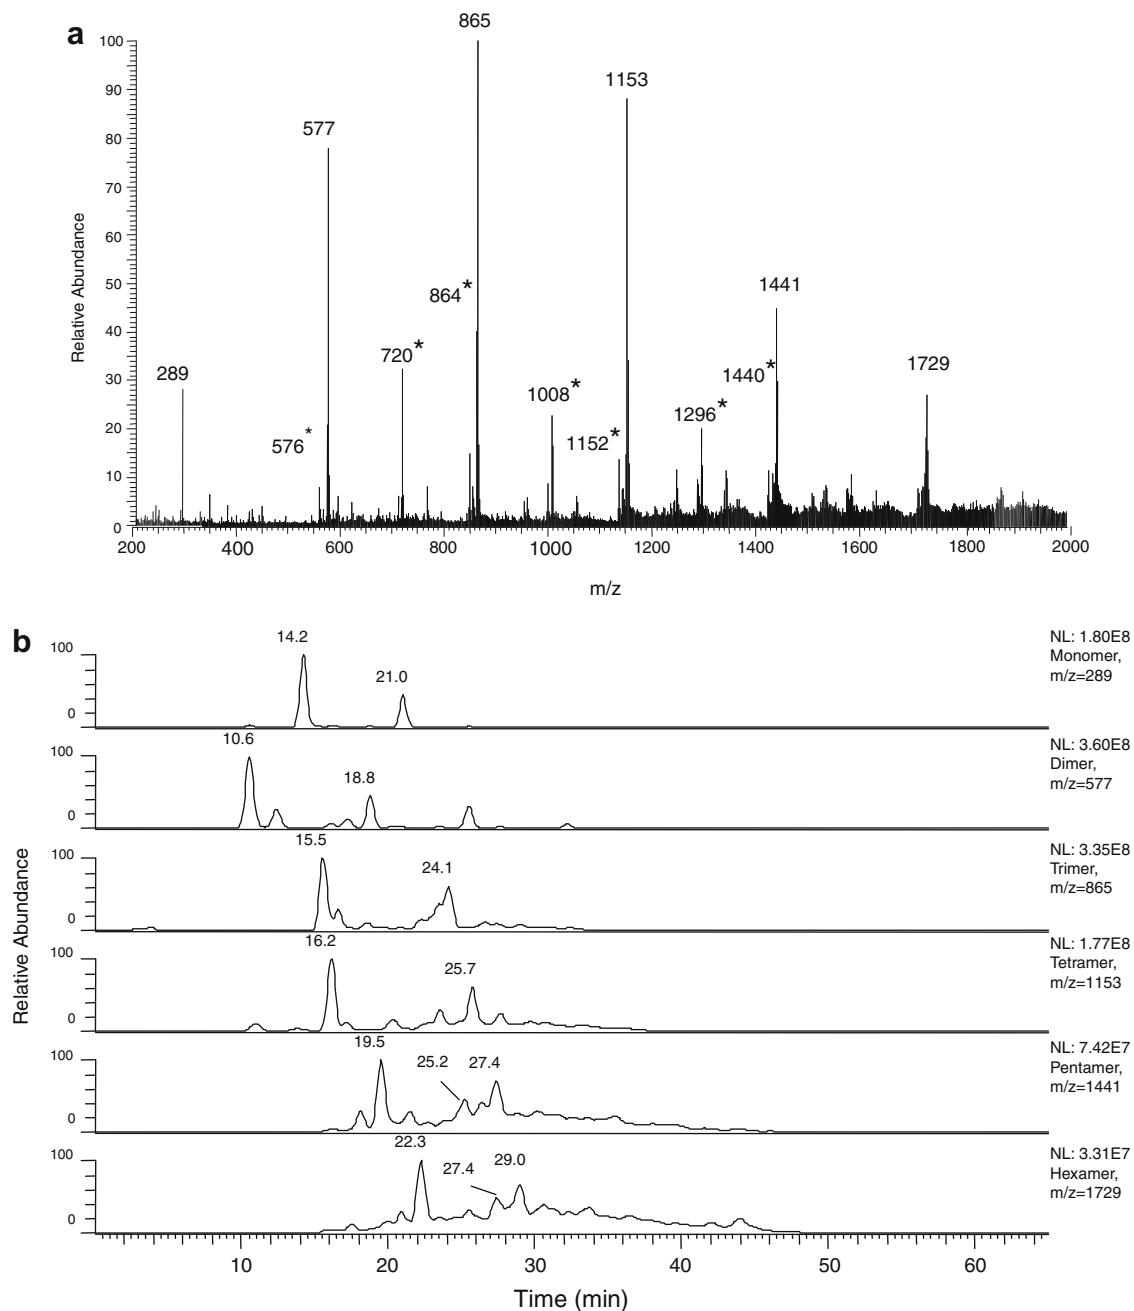 a
865
1153
577
864*
720*
289
576*
1008*
1152*
1296*
1440*
1441
1729
100
90
80
70
60
50
40
30
20
10
0
Relative Abundance
200 400 600 800 1000 1200 1400 1600 1800 2000
m/z
b
100
0
14.2
21.0
NL: 1.80E8
Monomer,
m/z=289
100
0
10.6
18.8
NL: 3.60E8
Dimer,
m/z=577
100
0
15.5
24.1
NL: 3.35E8
Trimer,
m/z=865
100
0
16.2
25.7
NL: 1.77E8
Tetramer,
m/z=1153
100
0
19.5
25.2
27.4
NL: 7.42E7
Pentamer,
m/z=1441
100
0
22.3
27.4
29.0
NL: 3.31E7
Hexamer,
m/z=1729
Relative Abundance
10 20 30 40 50 60
Time (min)